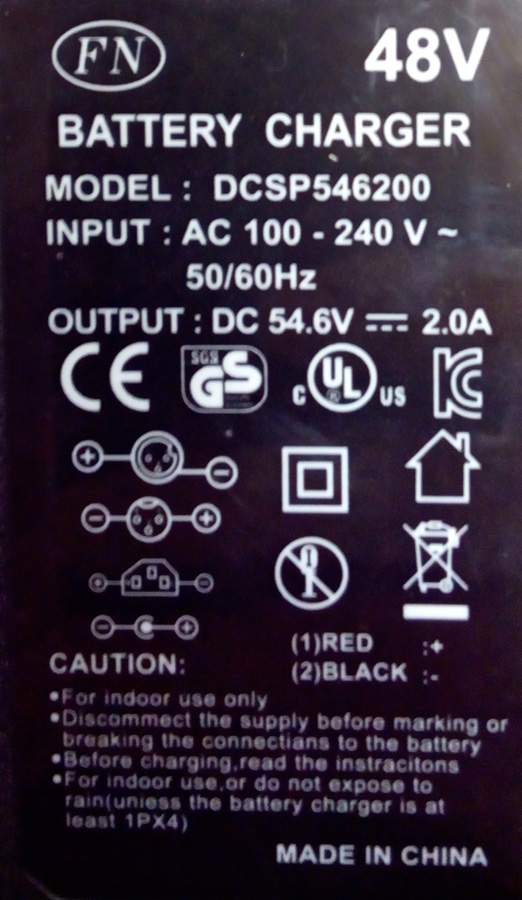 FN
48V
BATTERY CHARGER
MODEL : DCSP546200
INPUT : AC 100 - 240 V ~
50/60Hz
OUTPUT : DC 54.6V ⎓ 2.0A
CE SGS GS c UL ® US KC
(1)RED :+
(2)BLACK :-
CAUTION:
•For indoor use only
•Discommect the supply before marking or
breaking the connectians to the battery
•Before charging,read the instracitons
•For indoor use,or do not expose to
rain(uniess the battery charger is at
least 1PX4)
MADE IN CHINA